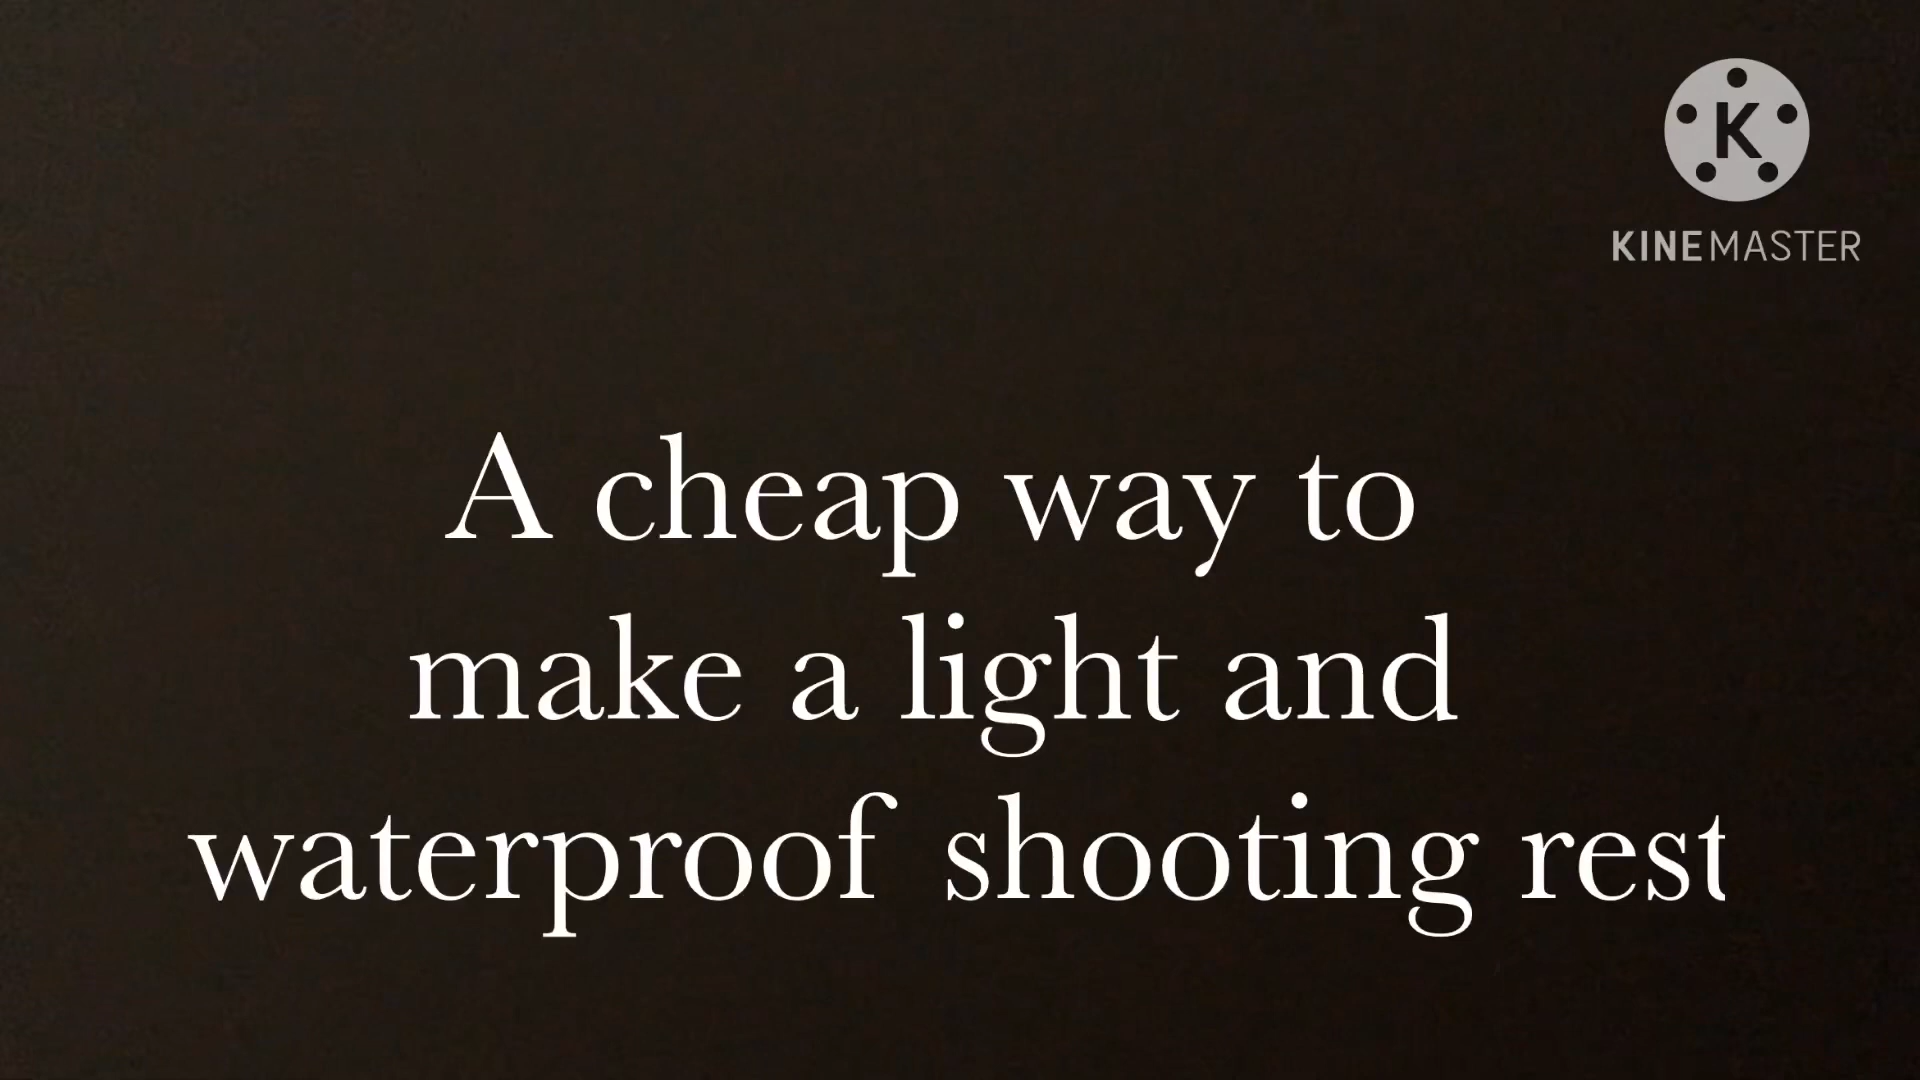 K
KINEMASTER
A cheap way to
make a light and
waterproof shooting rest